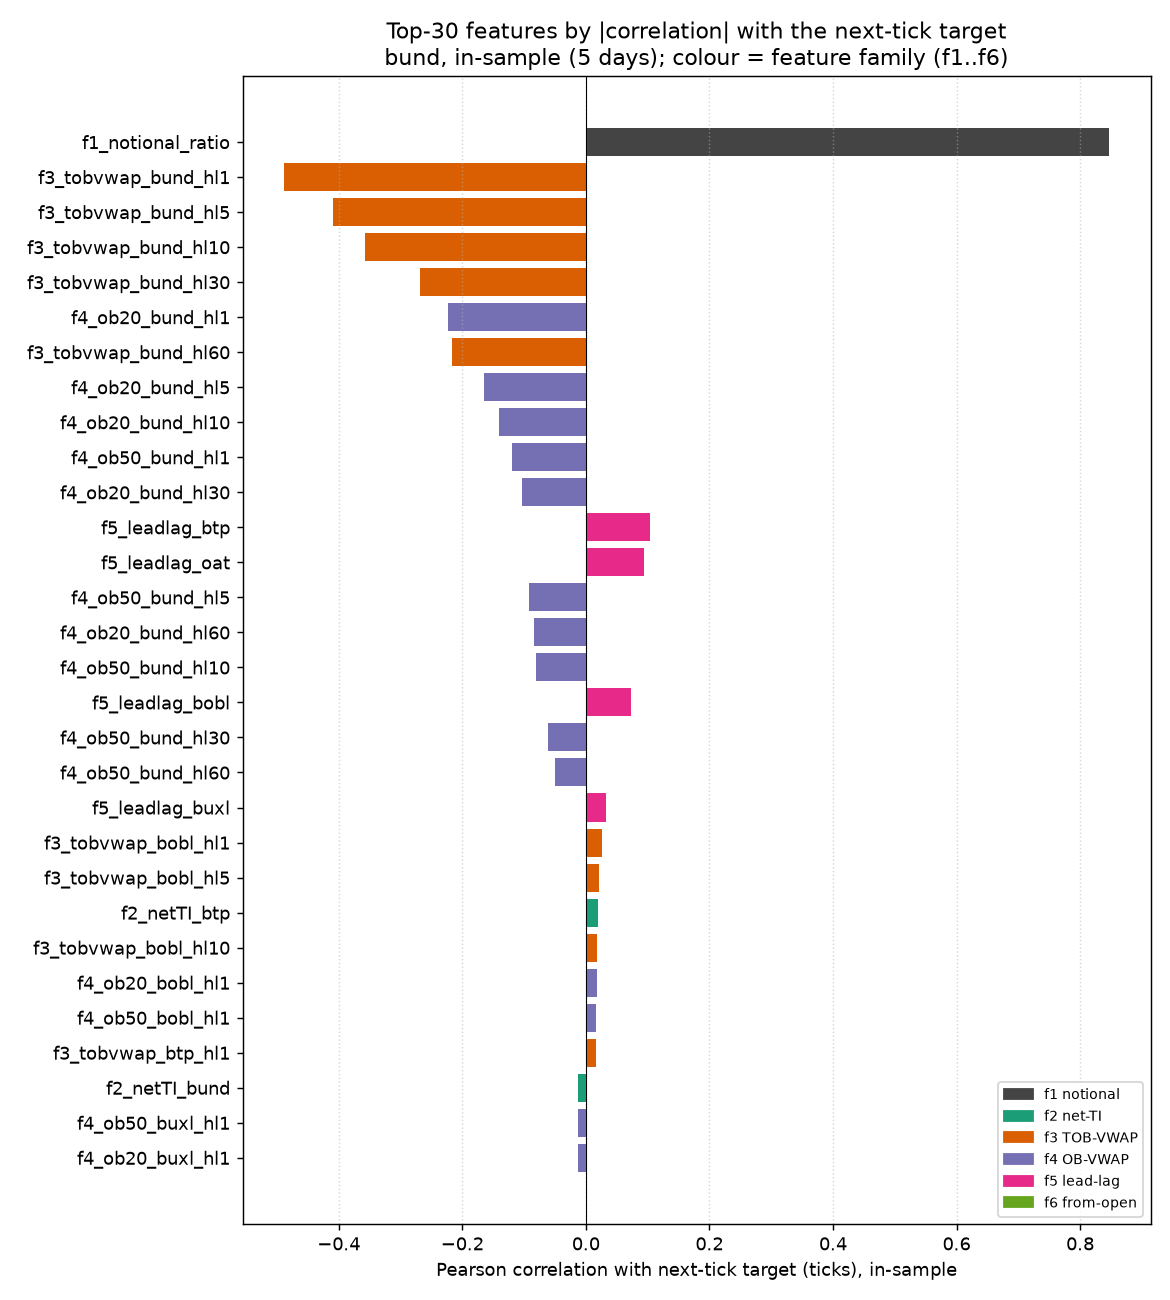 Top-30 features by |correlation| with the next-tick target
bund, in-sample (5 days); colour = feature family (f1..f6)
f1_notional_ratio
f3_tobvwap_bund_hl1
f3_tobvwap_bund_hl5
f3_tobvwap_bund_hl10
f3_tobvwap_bund_hl30
f4_ob20_bund_hl1
f3_tobvwap_bund_hl60
f4_ob20_bund_hl5
f4_ob20_bund_hl10
f4_ob50_bund_hl1
f4_ob20_bund_hl30
f5_leadlag_btp
f5_leadlag_oat
f4_ob50_bund_hl5
f4_ob20_bund_hl60
f4_ob50_bund_hl10
f5_leadlag_bobl
f4_ob50_bund_hl30
f4_ob50_bund_hl60
f5_leadlag_buxl
f3_tobvwap_bobl_hl1
f3_tobvwap_bobl_hl5
f2_netTI_btp
f3_tobvwap_bobl_hl10
f4_ob20_bobl_hl1
f4_ob50_bobl_hl1
f3_tobvwap_btp_hl1
f2_netTI_bund
f4_ob50_buxl_hl1
f4_ob20_buxl_hl1
f1 notional
f2 net-TI
f3 TOB-VWAP
f4 OB-VWAP
f5 lead-lag
f6 from-open
−0.4 −0.2 0.0 0.2 0.4 0.6 0.8
Pearson correlation with next-tick target (ticks), in-sample